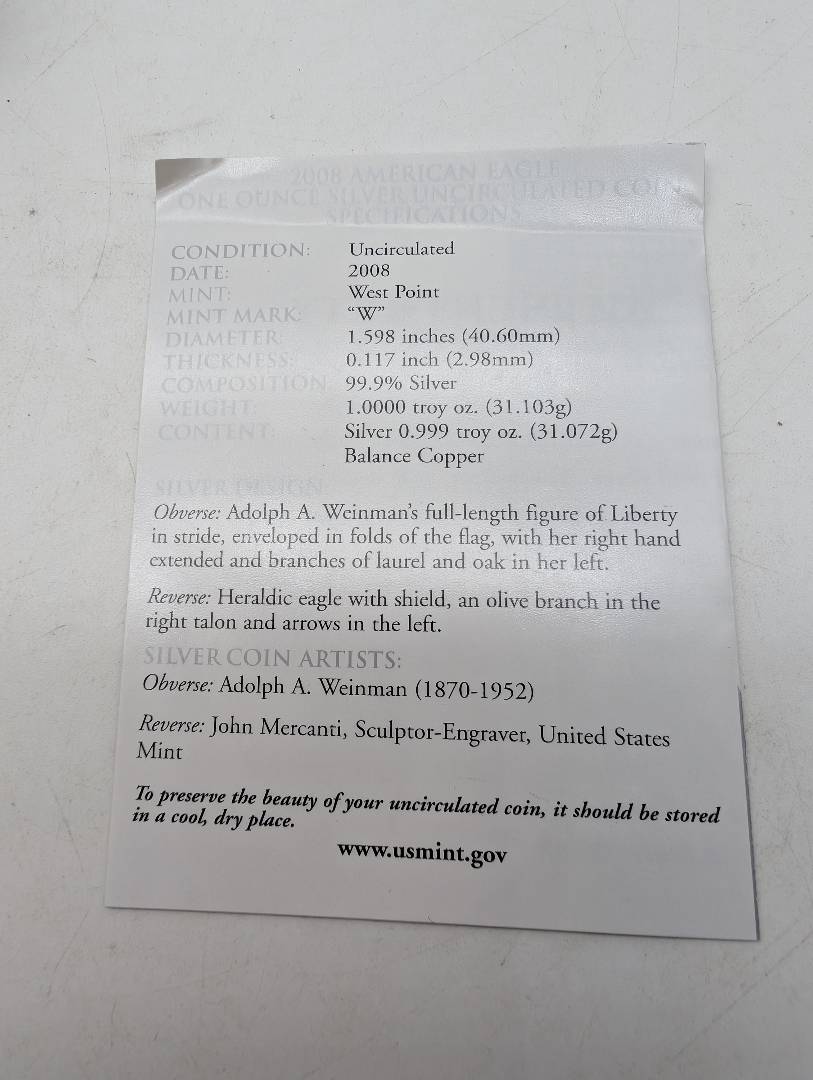 2008 AMERICAN EAGLE
ONE OUNCE SILVER UNCIRCULATED COIN
SPECIFICATIONS
CONDITION: Uncirculated
DATE: 2008
MINT: West Point
MINT MARK: “W”
DIAMETER: 1.598 inches (40.60mm)
THICKNESS: 0.117 inch (2.98mm)
COMPOSITION: 99.9% Silver
WEIGHT: 1.0000 troy oz. (31.103g)
CONTENT: Silver 0.999 troy oz. (31.072g)
Balance Copper
SILVER DESIGN:
Obverse: Adolph A. Weinman’s full-length figure of Liberty
in stride, enveloped in folds of the flag, with her right hand
extended and branches of laurel and oak in her left.
Reverse: Heraldic eagle with shield, an olive branch in the
right talon and arrows in the left.
SILVER COIN ARTISTS:
Obverse: Adolph A. Weinman (1870-1952)
Reverse: John Mercanti, Sculptor-Engraver, United States
Mint
To preserve the beauty of your uncirculated coin, it should be stored
in a cool, dry place.
www.usmint.gov